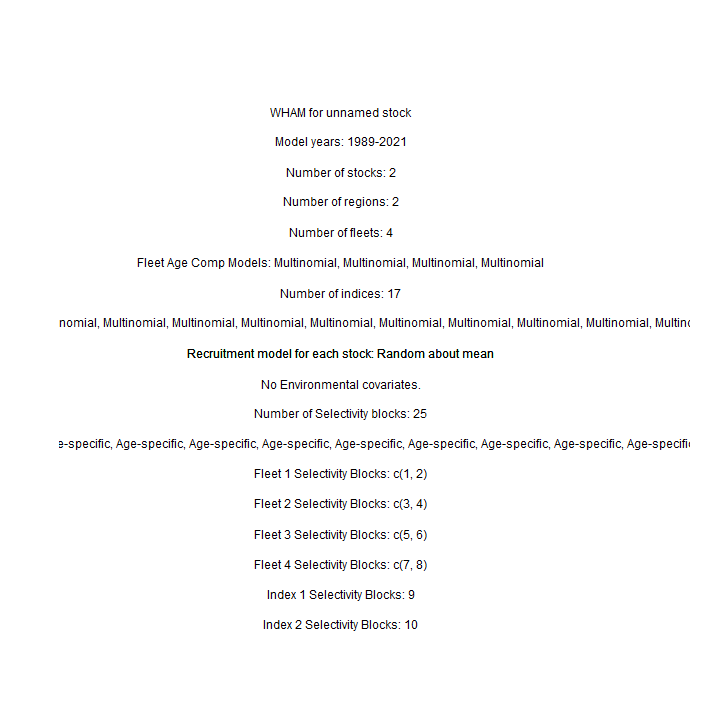 WHAM for unnamed stock
Model years: 1989-2021
Number of stocks: 2
Number of regions: 2
Number of fleets: 4
Fleet Age Comp Models: Multinomial, Multinomial, Multinomial, Multinomial
Number of indices: 17
nomial, Multinomial, Multinomial, Multinomial, Multinomial, Multinomial, Multinomial, Multinomial, Multinomial, Multino
Recruitment model for each stock: Random about mean
No Environmental covariates.
Number of Selectivity blocks: 25
e-specific, Age-specific, Age-specific, Age-specific, Age-specific, Age-specific, Age-specific, Age-specific, Age-specific
Fleet 1 Selectivity Blocks: c(1, 2)
Fleet 2 Selectivity Blocks: c(3, 4)
Fleet 3 Selectivity Blocks: c(5, 6)
Fleet 4 Selectivity Blocks: c(7, 8)
Index 1 Selectivity Blocks: 9
Index 2 Selectivity Blocks: 10